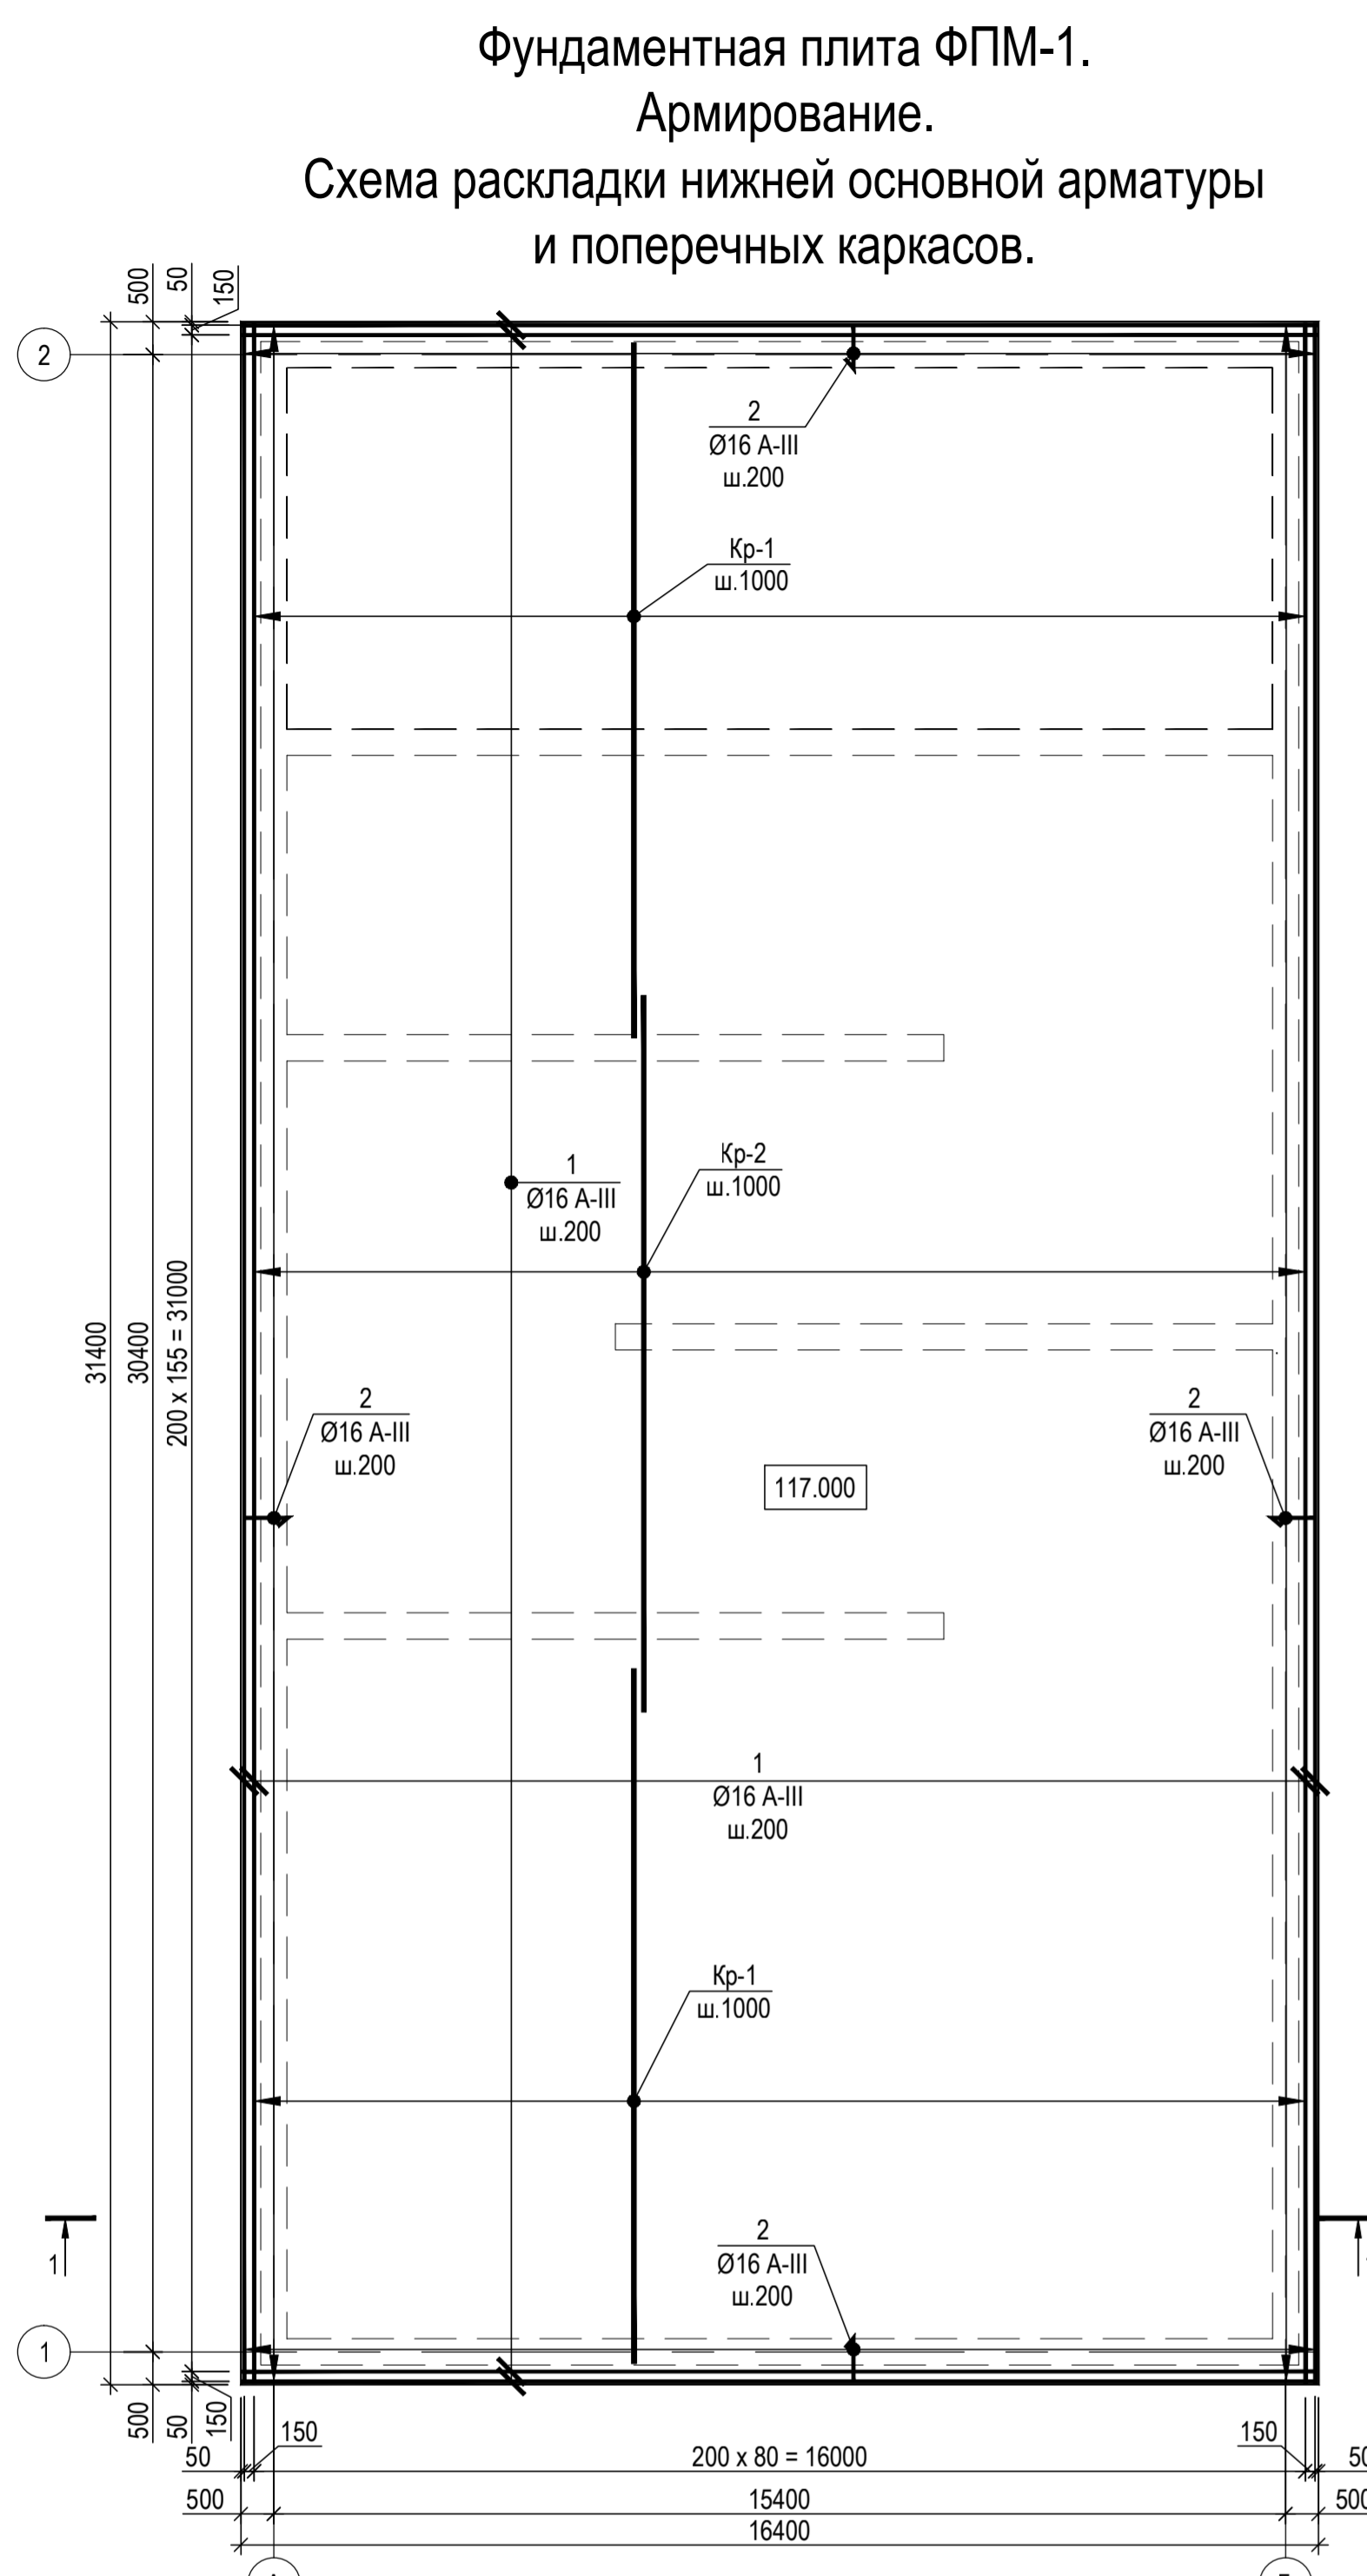 Фундаментная плита ФПМ-1.
Армирование.
Схема раскладки нижней основной арматуры
и поперечных каркасов.
500
50
150
2
2
Ø16 А-III
ш.200
Кр-1
ш.1000
Кр-2
ш.1000
1
Ø16 А-III
ш.200
31400
30400
200 x 155 = 31000
2
Ø16 А-III
ш.200
2
Ø16 А-III
ш.200
117.000
1
Ø16 А-III
ш.200
Кр-1
ш.1000
1
2
Ø16 А-III
ш.200
1
500
50
150
150
150
50
200 x 80 = 16000
50
500
15400
500
16400